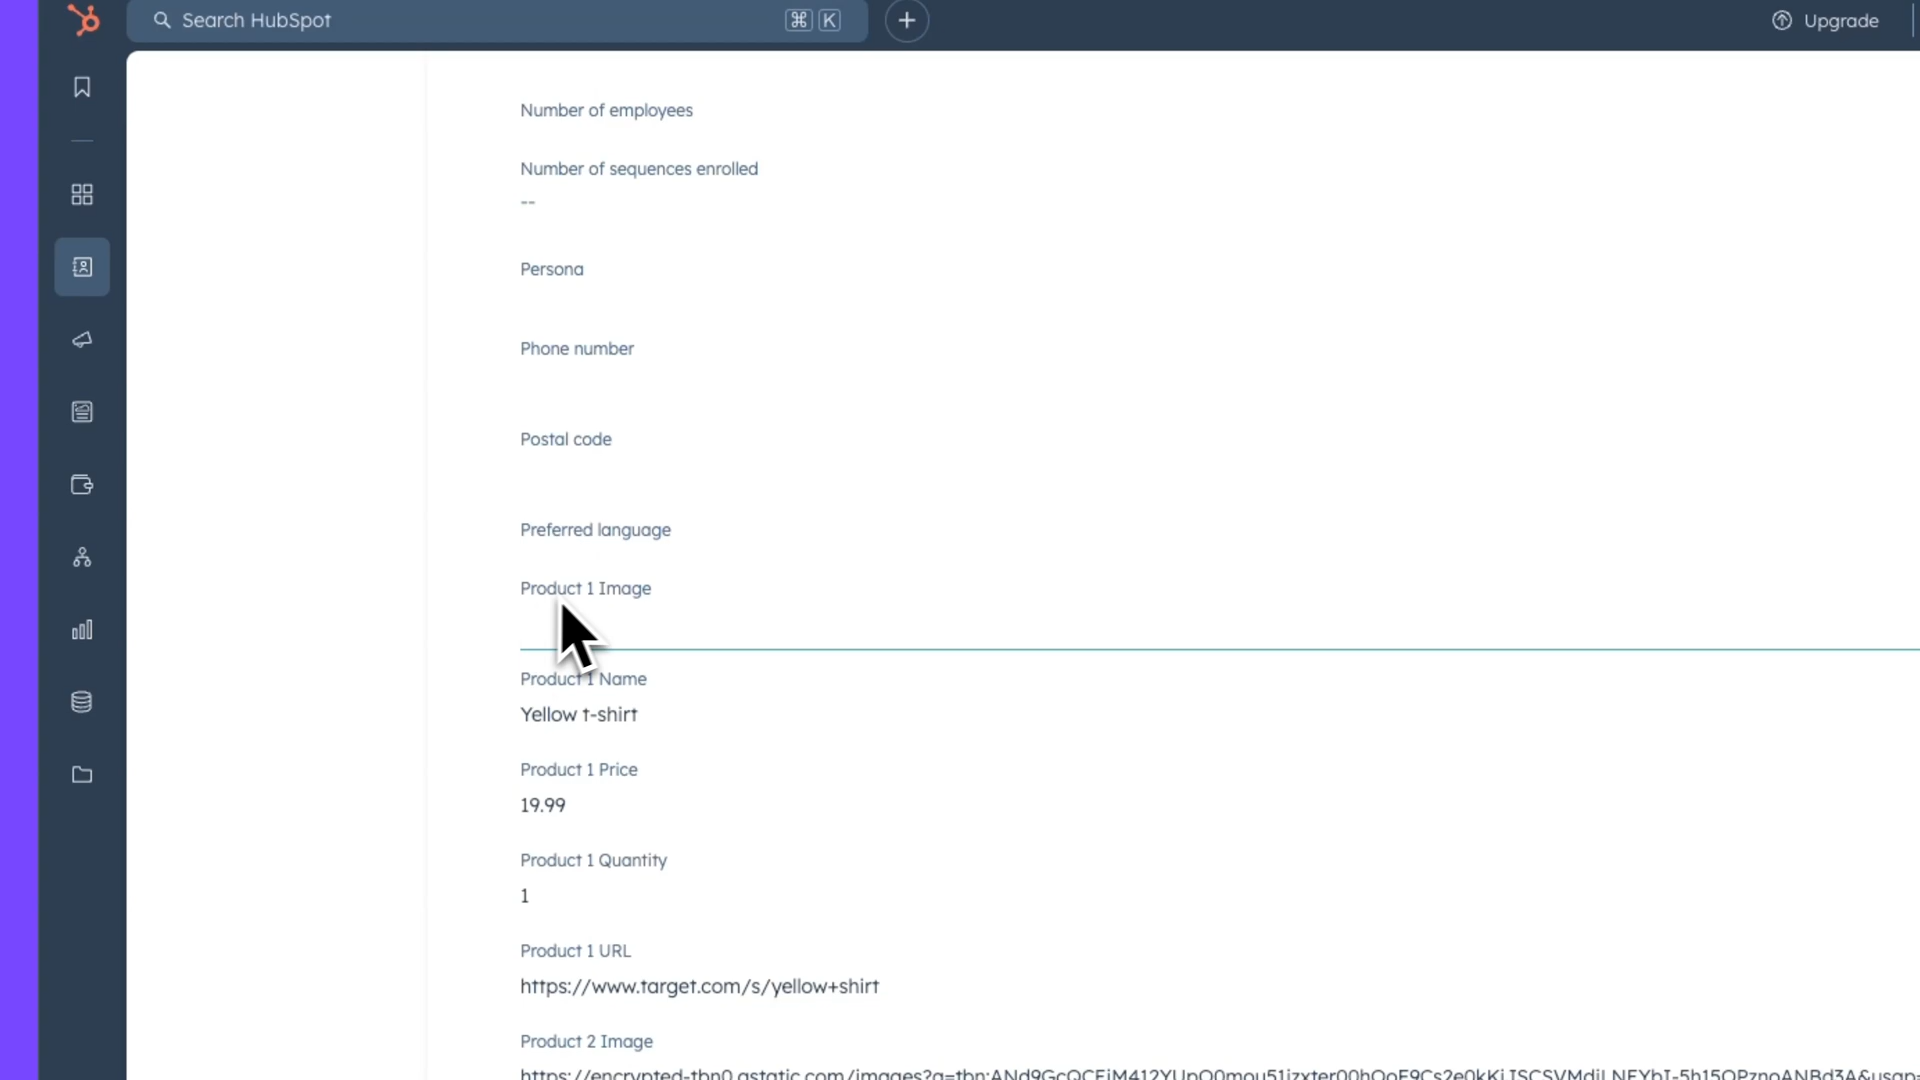 Search HubSpot
⌘ K
Upgrade
Number of employees
Number of sequences enrolled
--
Persona
Phone number
Postal code
Preferred language
Product 1 Image
Product 1 Name
Yellow t-shirt
Product 1 Price
19.99
Product 1 Quantity
1
Product 1 URL
https://www.target.com/s/yellow+shirt
Product 2 Image